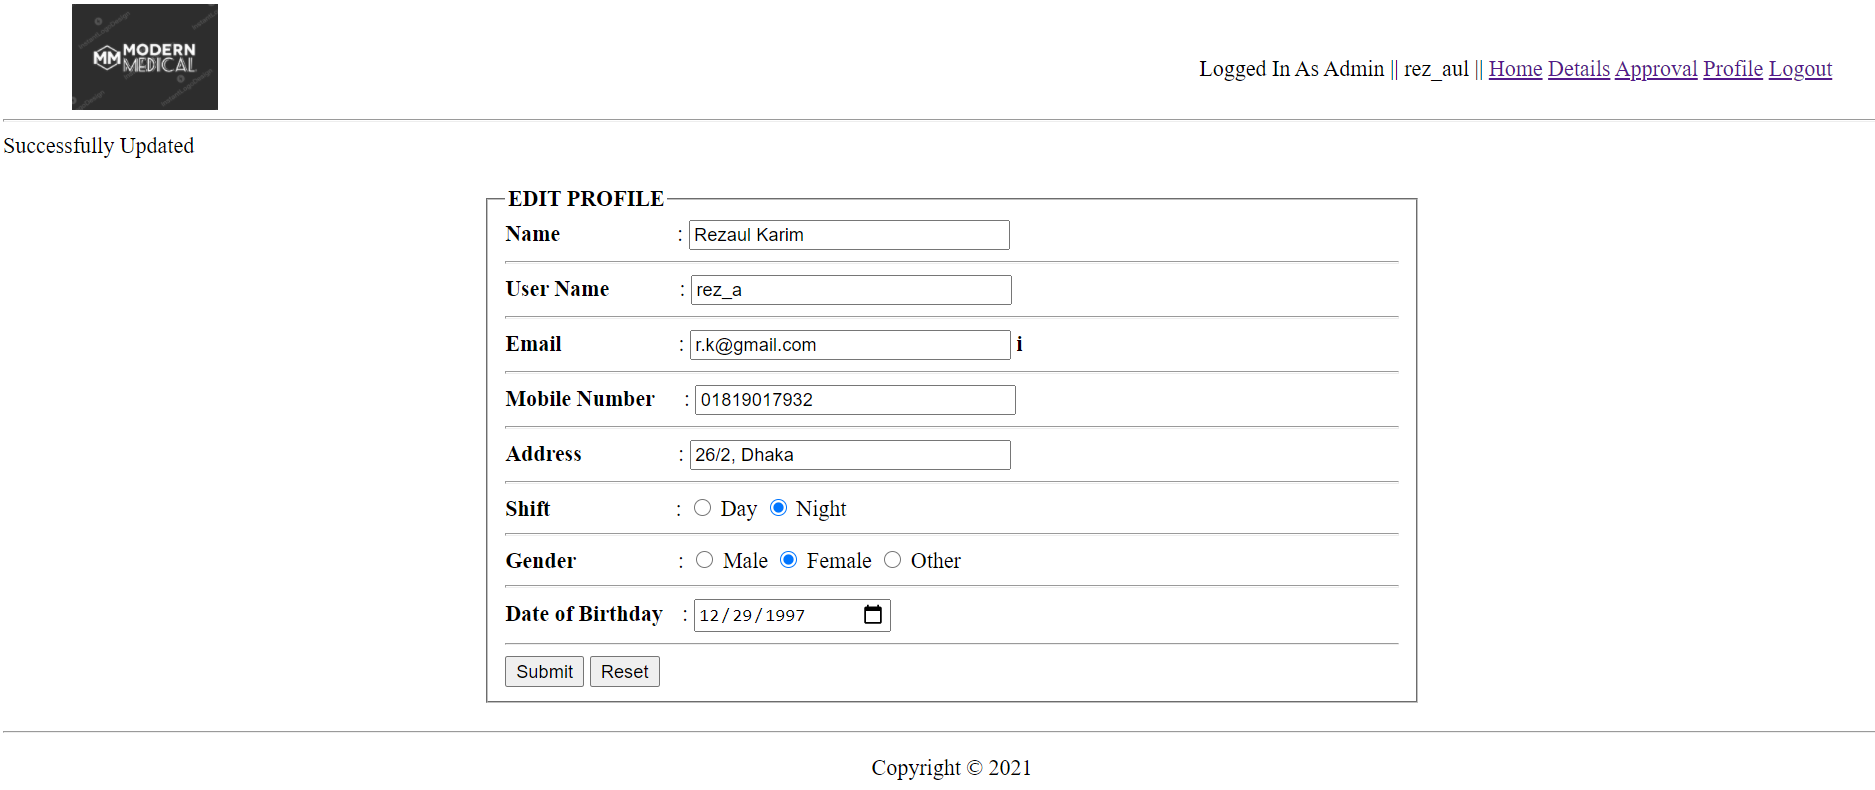 MM MODERN
MEDICAL
Logged In As Admin || rez_aul || Home Details Approval Profile Logout
Successfully Updated
EDIT PROFILE
Name : Rezaul Karim
User Name : rez_a
Email : r.k@gmail.com i
Mobile Number : 01819017932
Address : 26/2, Dhaka
Shift : Day Night
Gender : Male Female Other
Date of Birthday : 12/29/1997
Submit Reset
Copyright © 2021